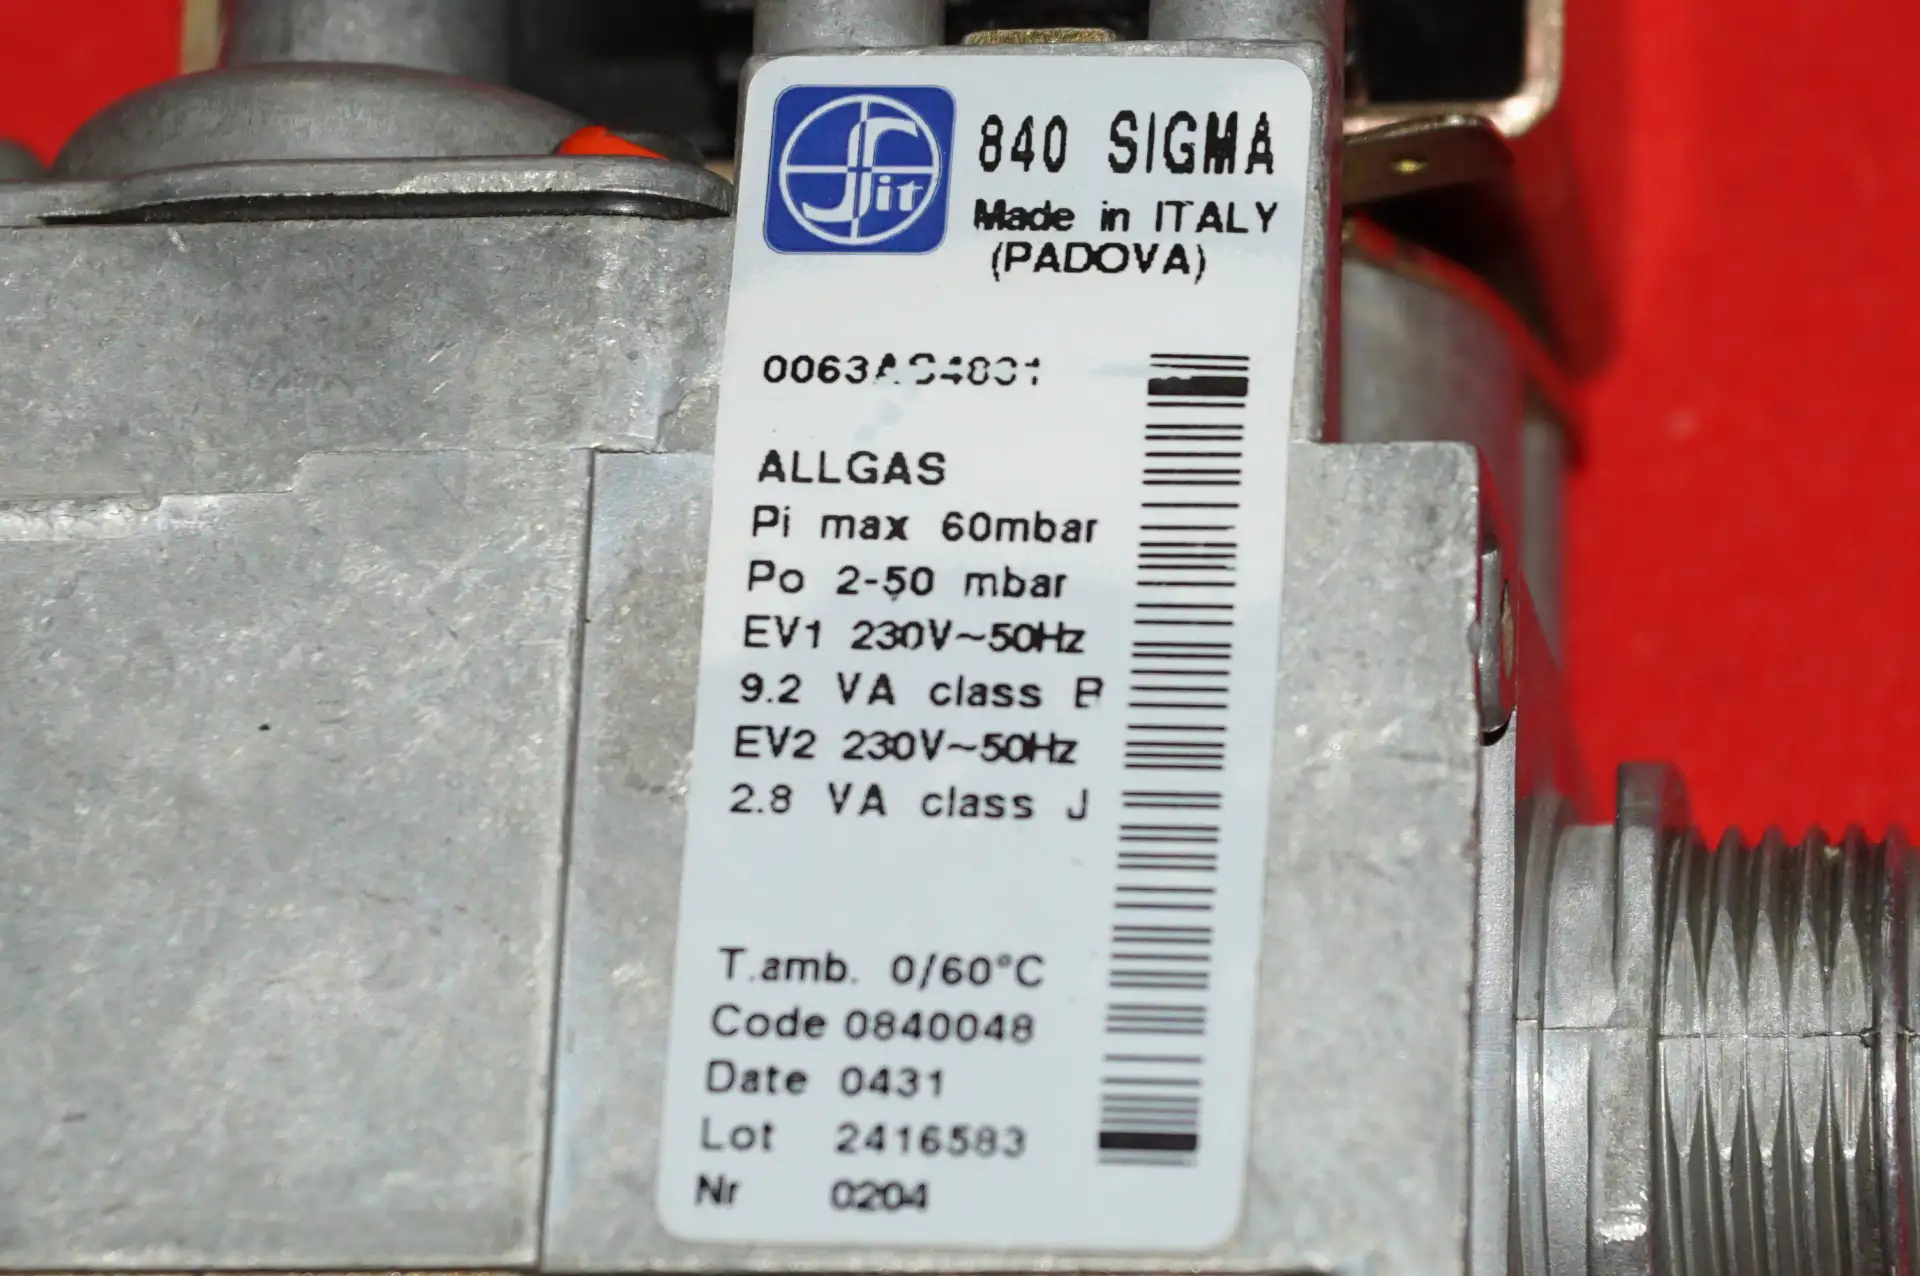 Sit
840 SIGMA
Made in ITALY
(PADOVA)
ALLGAS
Pi max 60mbar
Po 2-50 mbar
EV1 230V~50Hz
9.2 VA class B
EV2 230V~50Hz
2.8 VA class J
T.amb. 0/60°C
Code 0840048
Date 0431
Lot 2416583
Nr 0204